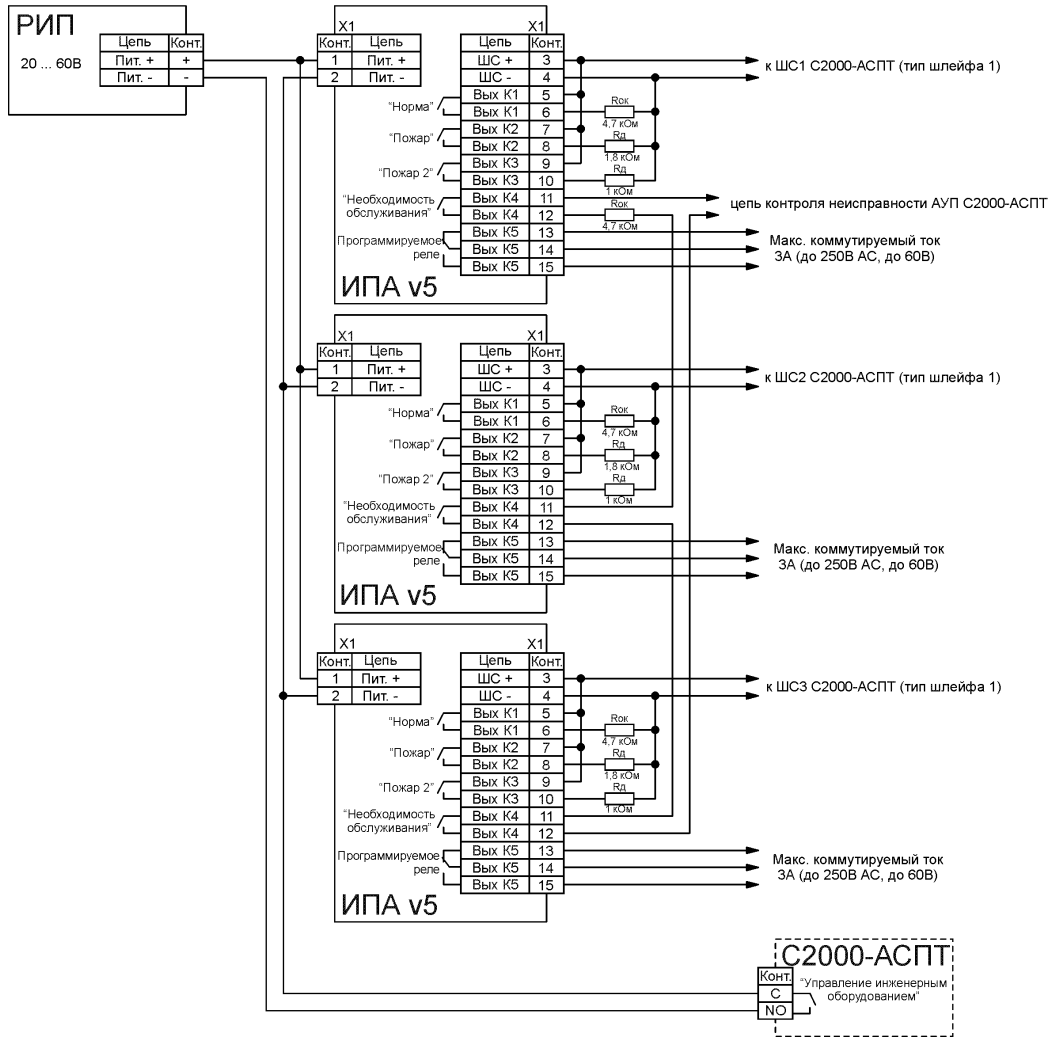 РИП
20 ... 60В
Цепь Конт.
Пит. + +
Пит. - -
X1
Конт. Цепь
1 Пит. +
2 Пит. -
X1
Цепь Конт.
ШС + 3
ШС - 4
Вых К1 5
Вых К1 6
Вых К2 7
Вых К2 8
Вых К3 9
Вых К3 10
Вых К4 11
Вых К4 12
Вых К5 13
Вых К5 14
Вых К5 15
"Норма"
"Пожар"
"Пожар 2"
"Необходимость
обслуживания"
Программируемое
реле
ИПА v5
Rок
4,7 кОм
Rд
1,8 кОм
Rд
1 кОм
Rок
4,7 кОм
к ШС1 С2000-АСПТ (тип шлейфа 1)
цепь контроля неисправности АУП С2000-АСПТ
Макс. коммутируемый ток
3А (до 250В АС, до 60В)
X1
Конт. Цепь
1 Пит. +
2 Пит. -
X1
Цепь Конт.
ШС + 3
ШС - 4
Вых К1 5
Вых К1 6
Вых К2 7
Вых К2 8
Вых К3 9
Вых К3 10
Вых К4 11
Вых К4 12
Вых К5 13
Вых К5 14
Вых К5 15
"Норма"
"Пожар"
"Пожар 2"
"Необходимость
обслуживания"
Программируемое
реле
ИПА v5
Rок
4,7 кОм
Rд
1,8 кОм
Rд
1 кОм
к ШС2 С2000-АСПТ (тип шлейфа 1)
Макс. коммутируемый ток
3А (до 250В АС, до 60В)
X1
Конт. Цепь
1 Пит. +
2 Пит. -
X1
Цепь Конт.
ШС + 3
ШС - 4
Вых К1 5
Вых К1 6
Вых К2 7
Вых К2 8
Вых К3 9
Вых К3 10
Вых К4 11
Вых К4 12
Вых К5 13
Вых К5 14
Вых К5 15
"Норма"
"Пожар"
"Пожар 2"
"Необходимость
обслуживания"
Программируемое
реле
ИПА v5
Rок
4,7 кОм
Rд
1,8 кОм
Rд
1 кОм
к ШС3 С2000-АСПТ (тип шлейфа 1)
Макс. коммутируемый ток
3А (до 250В АС, до 60В)
С2000-АСПТ
Конт.
C
NO
"Управление инженерным
оборудованием"